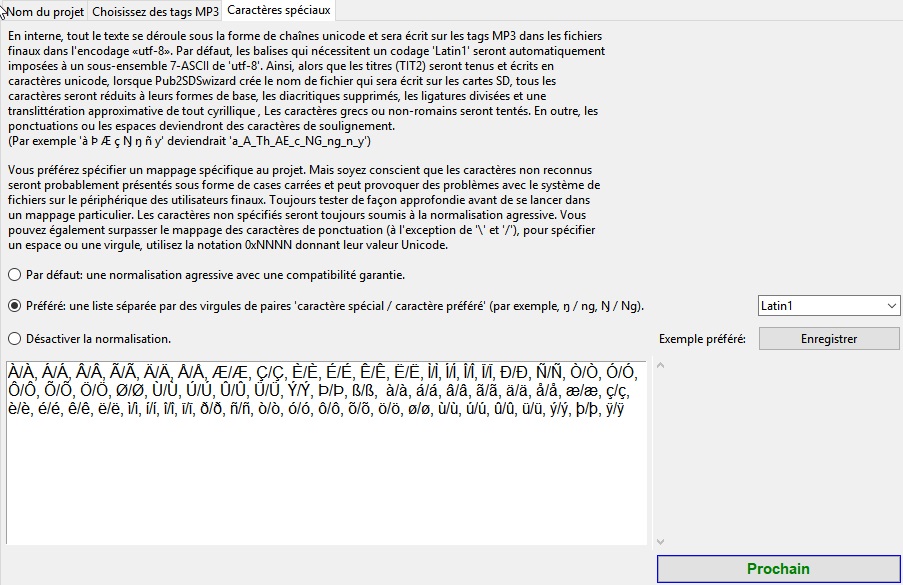 Nom du projet Choisissez des tags MP3 Caractères spéciaux
En interne, tout le texte se déroule sous la forme de chaînes unicode et sera écrit sur les tags MP3 dans les fichiers
finaux dans l'encodage «utf-8». Par défaut, les balises qui nécessitent un codage 'Latin1' seront automatiquement
imposées à un sous-ensemble 7-ASCII de 'utf-8'. Ainsi, alors que les titres (TIT2) seront tenus et écrits en
caractères unicode, lorsque Pub2SDSwizard crée le nom de fichier qui sera écrit sur les cartes SD, tous les
caractères seront réduits à leurs formes de base, les diacritiques supprimés, les ligatures divisées et une
translittération approximative de tout cyrillique , Les caractères grecs ou non-romains seront tentés. En outre, les
ponctuations ou les espaces deviendront des caractères de soulignement.
(Par exemple 'à Þ Æ ç Ŋ ŋ ñ y' deviendrait 'a_A_Th_AE_c_NG_ng_n_y')
Vous préférez spécifier un mappage spécifique au projet. Mais soyez conscient que les caractères non reconnus
seront probablement présentés sous forme de cases carrées et peut provoquer des problèmes avec le système de
fichiers sur le périphérique des utilisateurs finaux. Toujours tester de façon approfondie avant de se lancer dans
un mappage particulier. Les caractères non spécifiés seront toujours soumis à la normalisation agressive. Vous
pouvez également surpasser le mappage des caractères de ponctuation (à l'exception de '\' et '/'), pour spécifier
un espace ou une virgule, utilisez la notation 0xNNNN donnant leur valeur Unicode.
Par défaut: une normalisation agressive avec une compatibilité garantie.
Préféré: une liste séparée par des virgules de paires 'caractère spécial / caractère préféré' (par exemple, ŋ / ng, Ŋ / Ng). Latin1
Désactiver la normalisation. Exemple préféré: Enregistrer
À/À, Á/Á, Â/Â, Ã/Ã, Ä/Ä, Å/Å, Æ/Æ, Ç/Ç, È/È, É/É, Ê/Ê, Ë/Ë, Ì/Ì, Í/Í, Î/Î, Ï/Ï, Ð/Ð, Ñ/Ñ, Ò/Ò, Ó/Ó,
Ô/Ô, Õ/Õ, Ö/Ö, Ø/Ø, Ù/Ù, Ú/Ú, Û/Û, Ü/Ü, Ý/Ý, Þ/Þ, ß/ß, à/à, á/á, â/â, ã/ã, ä/ä, å/å, æ/æ, ç/ç,
è/è, é/é, ê/ê, ë/ë, ì/ì, í/í, î/î, ï/ï, ð/ð, ñ/ñ, ò/ò, ó/ó, ô/ô, õ/õ, ö/ö, ø/ø, ù/ù, ú/ú, û/û, ü/ü, ý/ý, þ/þ, ÿ/ÿ
Prochain